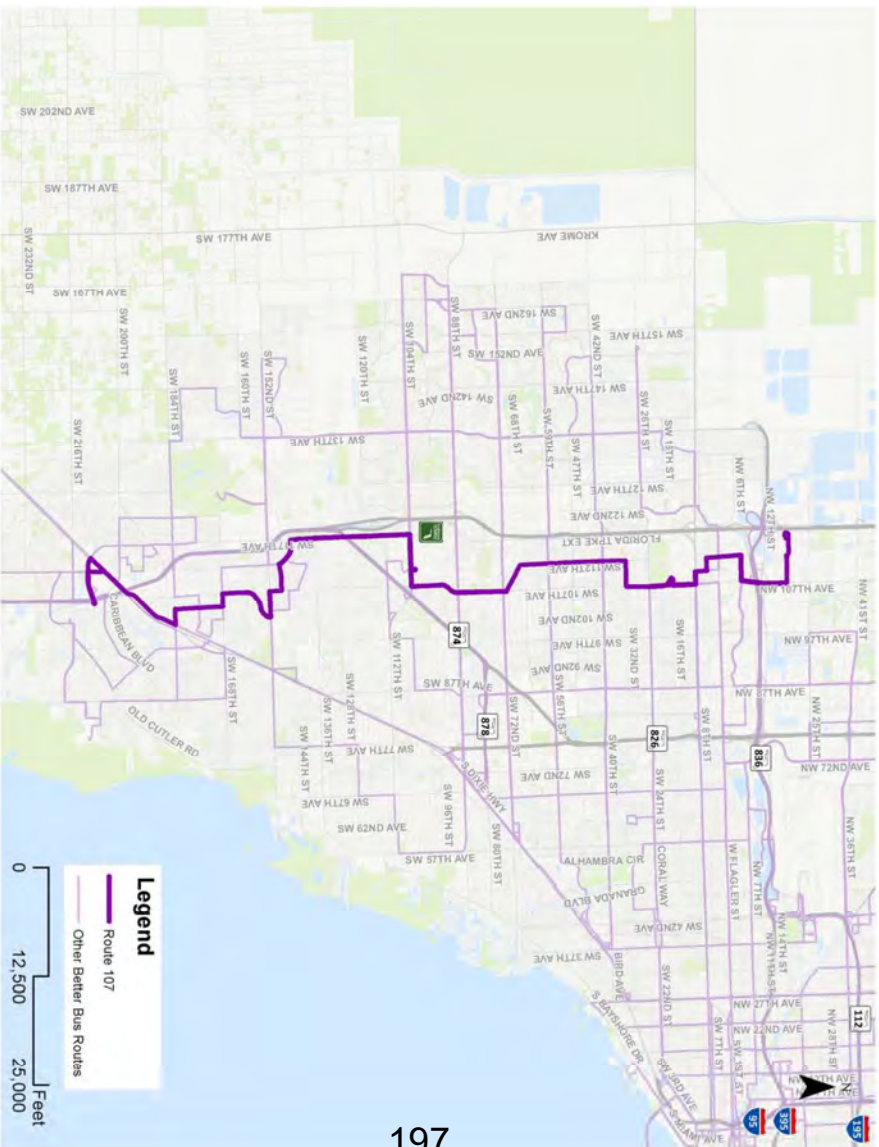 SW 202ND AVE
SW 187TH AVE
SW 177TH AVE
KROME AVE
SW 232ND ST
SW 167TH AVE
SW 200TH ST
SW 216TH ST
SW 184TH ST
SW 160TH ST
SW 152ND ST
SW 120TH ST
SW 104TH ST
SW 88TH ST
SW 162ND AVE
SW 157TH AVE
SW 152ND AVE
SW 147TH AVE
SW 142ND AVE
SW 42ND ST
SW 26TH ST
SW 68TH ST
SW 59TH ST
SW 47TH ST
SW 137TH AVE
SW 127TH AVE
SW 122ND AVE
NW 6TH ST
FLORIDA TPKE EXT
SW 112TH AVE
SW 107TH AVE
NW 107TH AVE
NW 41ST ST
SW 102ND AVE
SW 97TH AVE
NW 97TH AVE
SW 92ND AVE
SW 32ND ST
SW 16TH ST
874
SW 112TH ST
SW 87TH AVE
NW 87TH AVE
CARIBBEAN BLVD
SW 168TH ST
OLD CUTLER RD
SW 128TH ST
SW 136TH ST
SW 144TH ST
878
SW 72ND ST
SW 56TH ST
826
SW 8TH ST
836
NW 25TH ST
NW 72ND AVE
SW 77TH AVE
S DIXIE HWY
SW 72ND AVE
SW 40TH ST
SW 24TH ST
SW 67TH AVE
SW 62ND AVE
SW 96TH ST
SW 80TH ST
SW 57TH AVE
ALHAMBRA CIR
GRANADA BLVD
CORAL WAY
W FLAGLER ST
NW 7TH ST
NW 36TH ST
SW 42ND AVE
SW 37TH AVE
BIRD AVE
NW 14TH ST
NW 11TH ST
SW 22ND ST
NW 27TH AVE
NW 22ND AVE
S BAYSHORE DR
SW 7TH ST
SW 1ST ST
NW 28TH ST
112
SW 3RD AVE
S MIAMI AVE
N
95
395
195
Legend
Route 107
Other Better Bus Routes
0
12,500
25,000
Feet
197